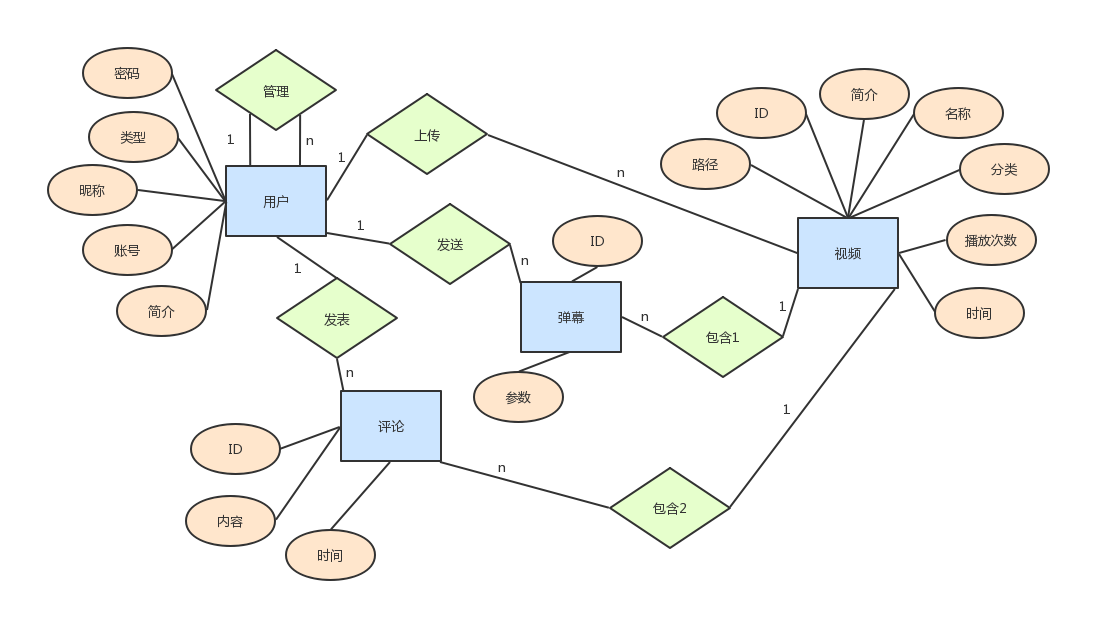 密码
管理
简介
ID
名称
类型
上传
1
n
1
路径
n
分类
昵称
用户
1
账号
发送
ID
播放次数
n
视频
1
简介
发表
弹幕
n
包含1
1
时间
n
参数
1
评论
ID
n
内容
包含2
时间